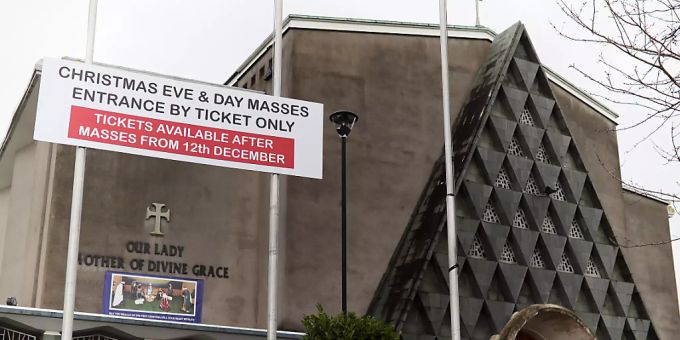 CHRISTMAS EVE & DAY MASSES
ENTRANCE BY TICKET ONLY
TICKETS AVAILABLE AFTER
MASSES FROM 12th DECEMBER
OUR LADY
MOTHER OF DIVINE GRACE